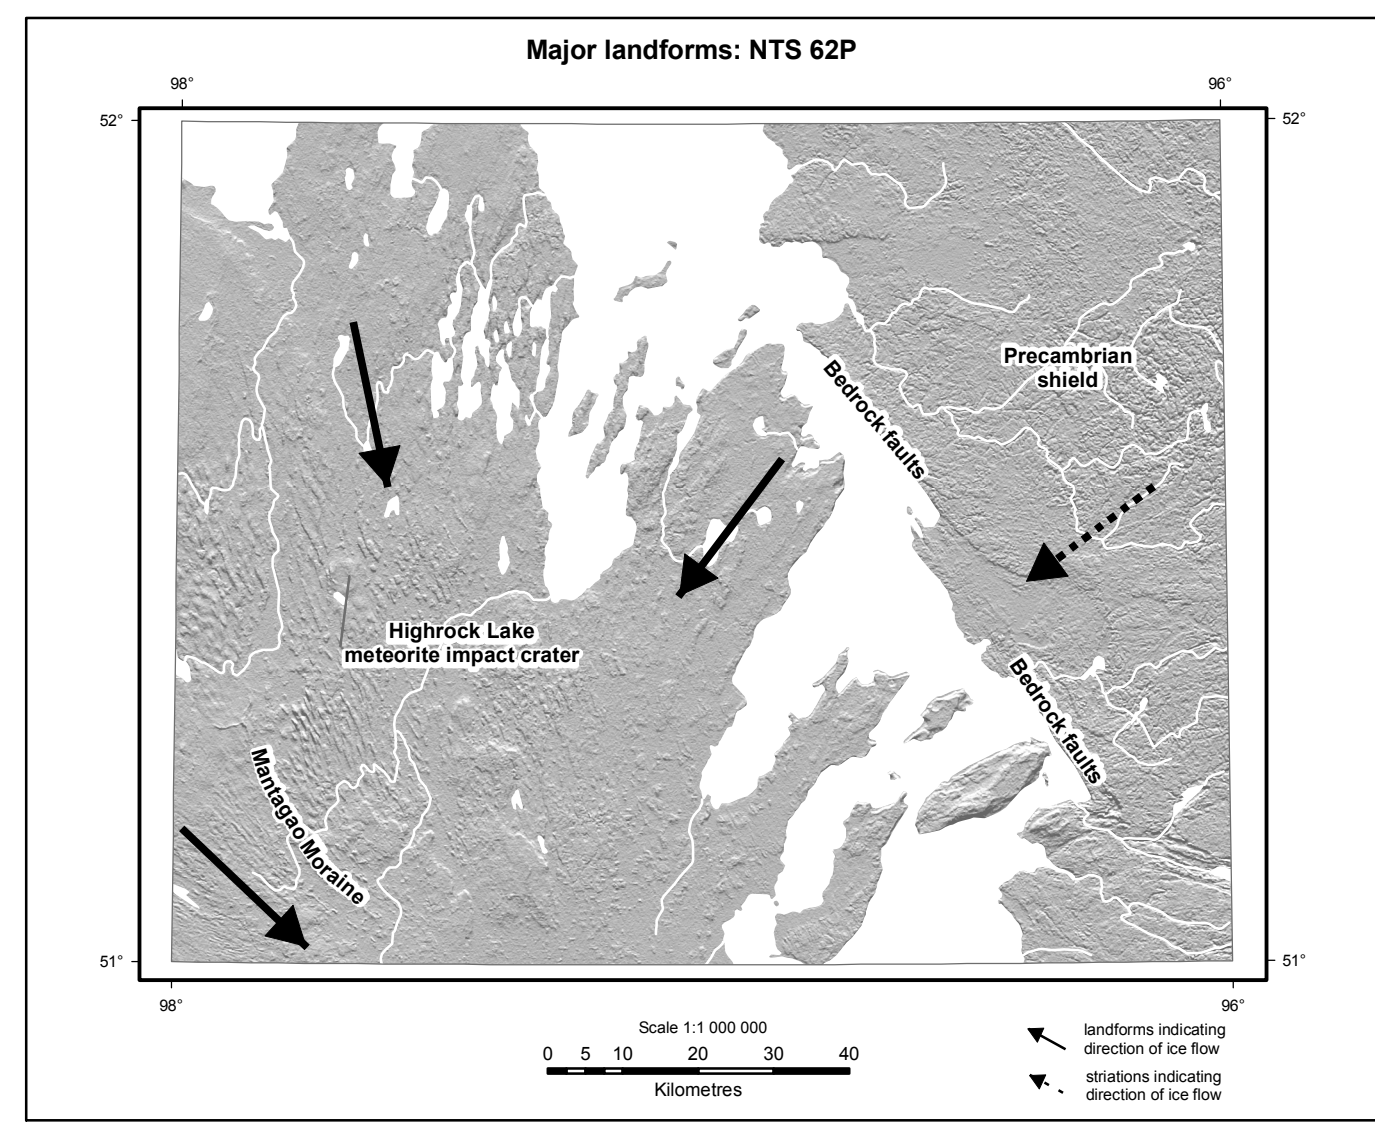 Major landforms: NTS 62P
98°
96°
52°
52°
Precambrian
shield
Bedrock faults
Highrock Lake
meteorite impact crater
Bedrock faults
Mantagao Moraine
51°
51°
98°
96°
Scale 1:1 000 000
0 5 10 20 30 40
Kilometres
landforms indicating
direction of ice flow
striations indicating
direction of ice flow